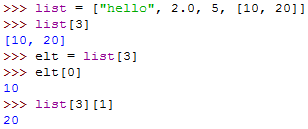 >>> list = ["hello", 2.0, 5, [10, 20]]
>>> list[3]
[10, 20]
>>> elt = list[3]
>>> elt[0]
10
>>> list[3][1]
20